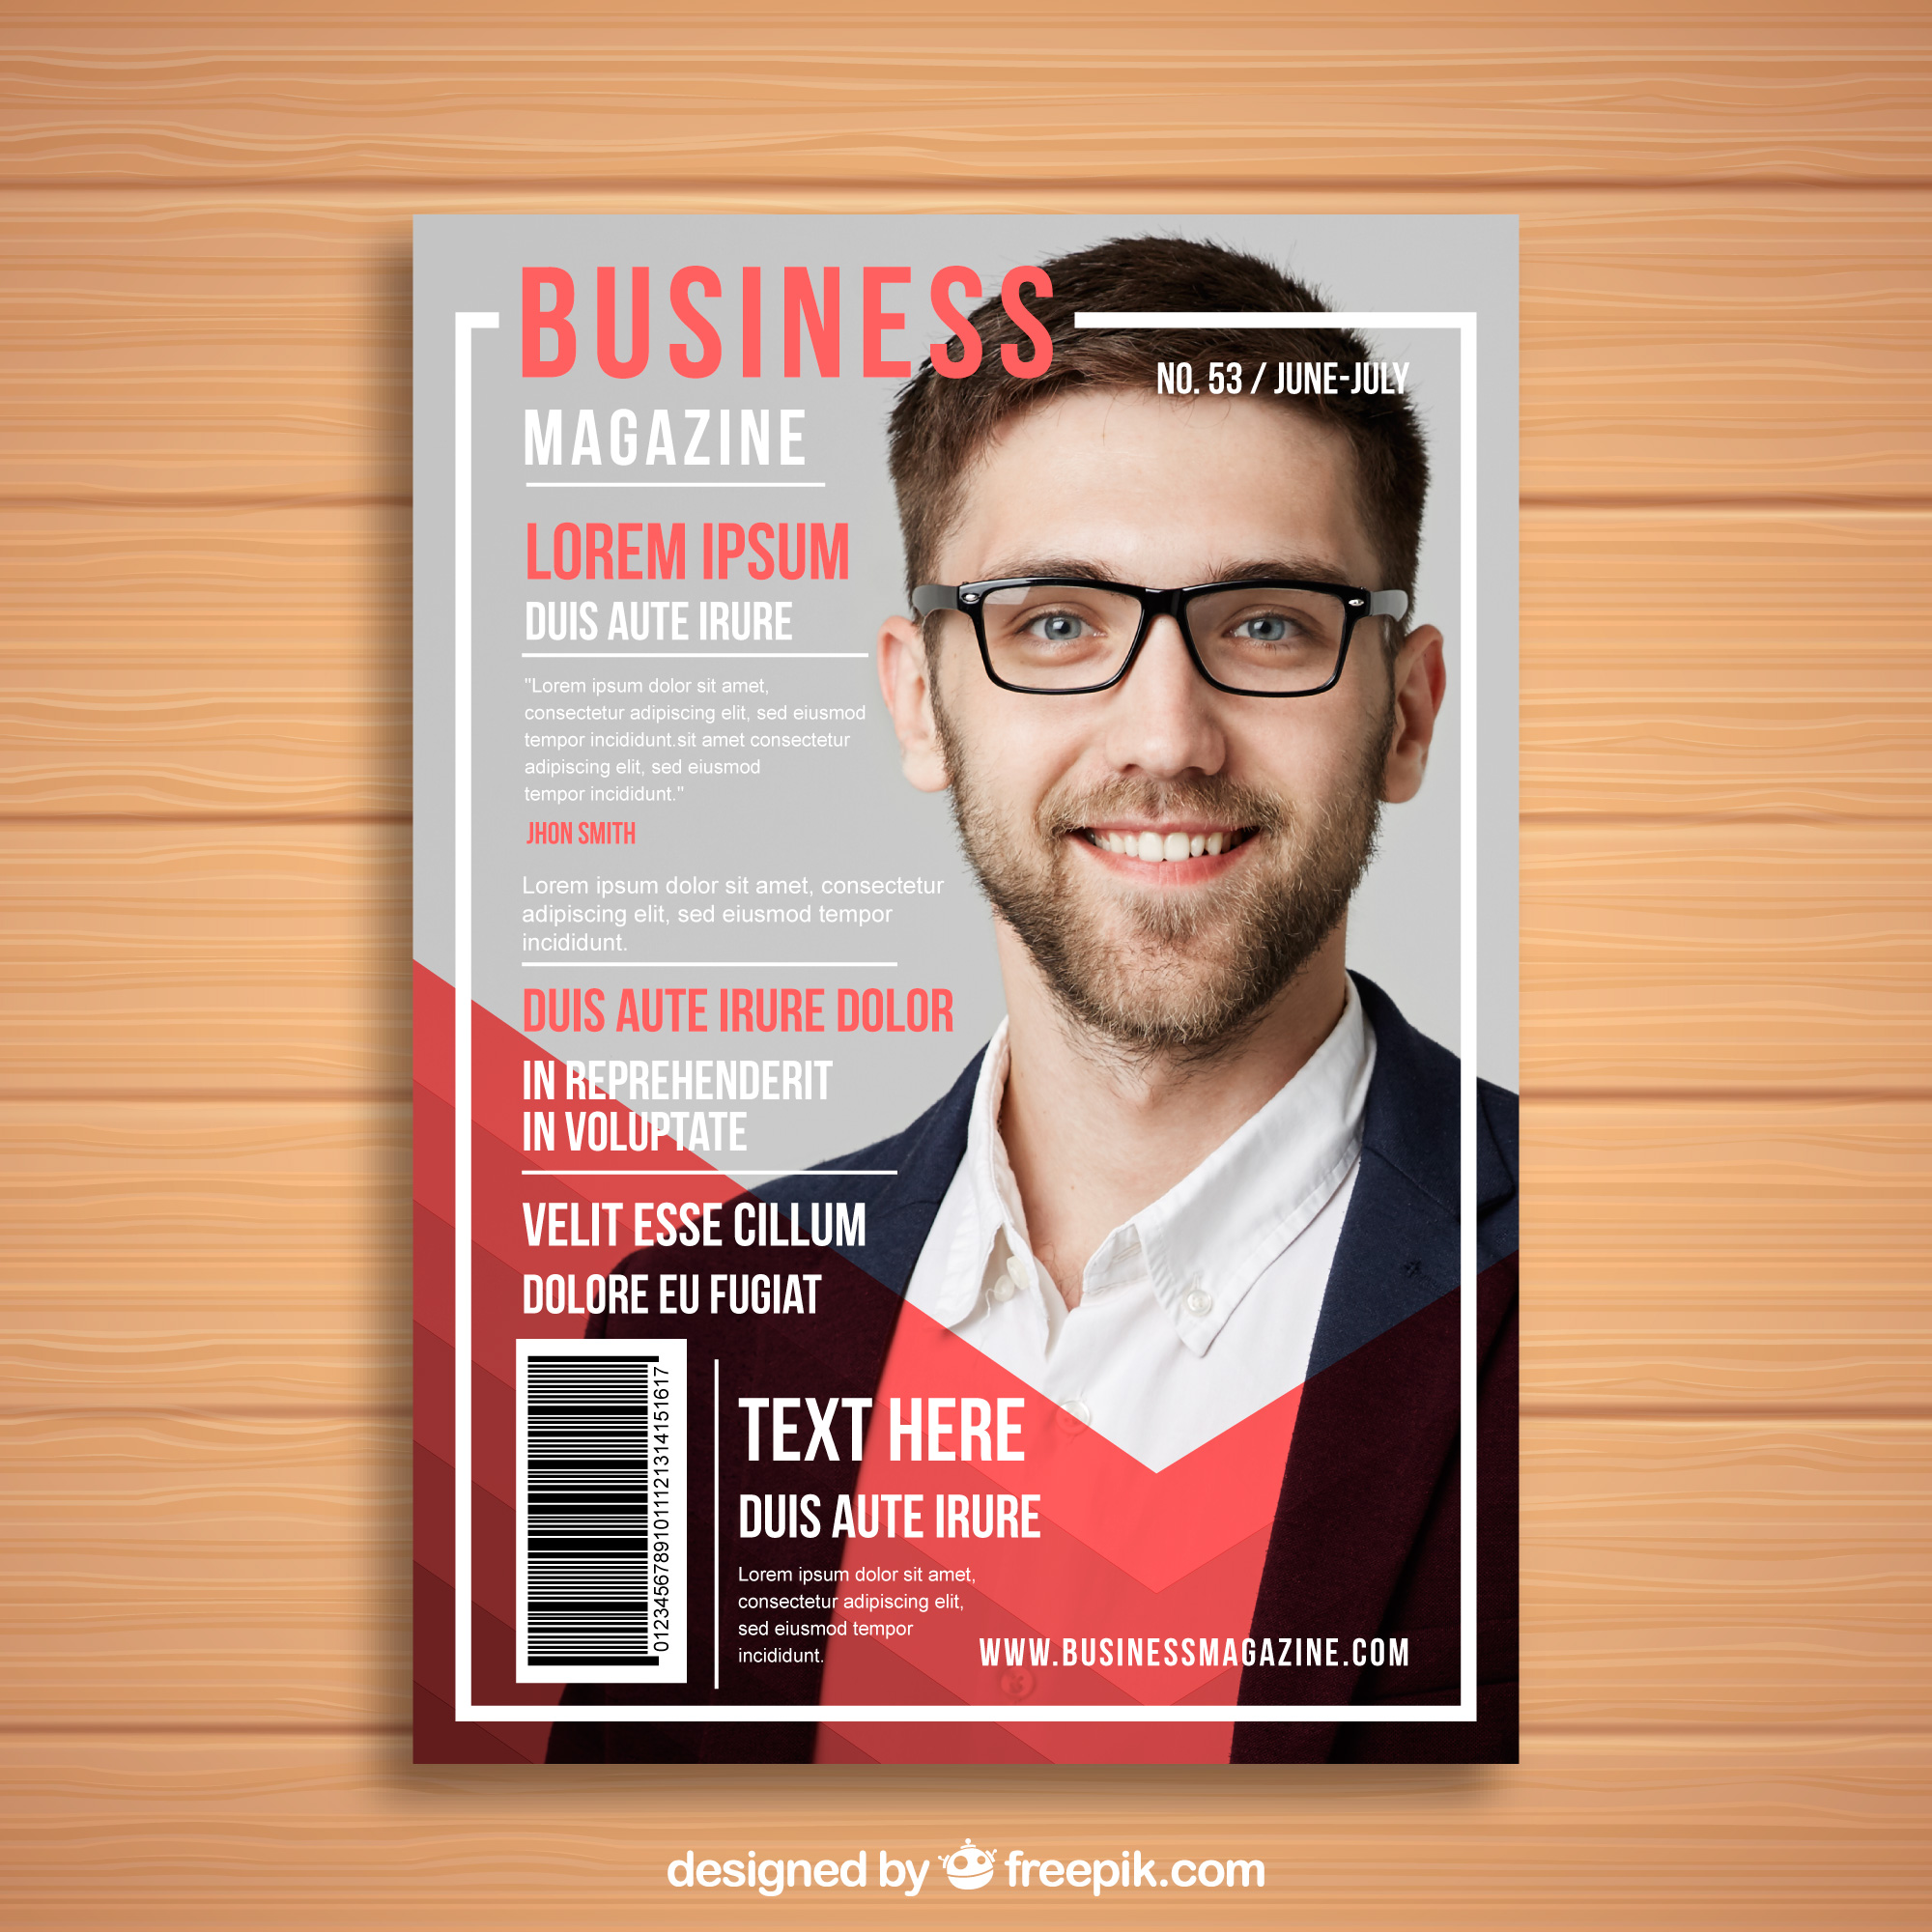 BUSINESS
NO. 53 / JUNE-JULY
MAGAZINE
LOREM IPSUM
DUIS AUTE IRURE
"Lorem ipsum dolor sit amet,
consectetur adipiscing elit, sed eiusmod
tempor incididunt.sit amet consectetur
adipiscing elit, sed eiusmod
tempor incididunt."
JHON SMITH
Lorem ipsum dolor sit amet, consectetur
adipiscing elit, sed eiusmod tempor
incididunt.
DUIS AUTE IRURE DOLOR
IN REPREHENDERIT
IN VOLUPTATE
VELIT ESSE CILLUM
DOLORE EU FUGIAT
01234567891011121314151617
TEXT HERE
DUIS AUTE IRURE
Lorem ipsum dolor sit amet,
consectetur adipiscing elit,
sed eiusmod tempor
incididunt.
WWW.BUSINESSMAGAZINE.COM
designed by freepik.com